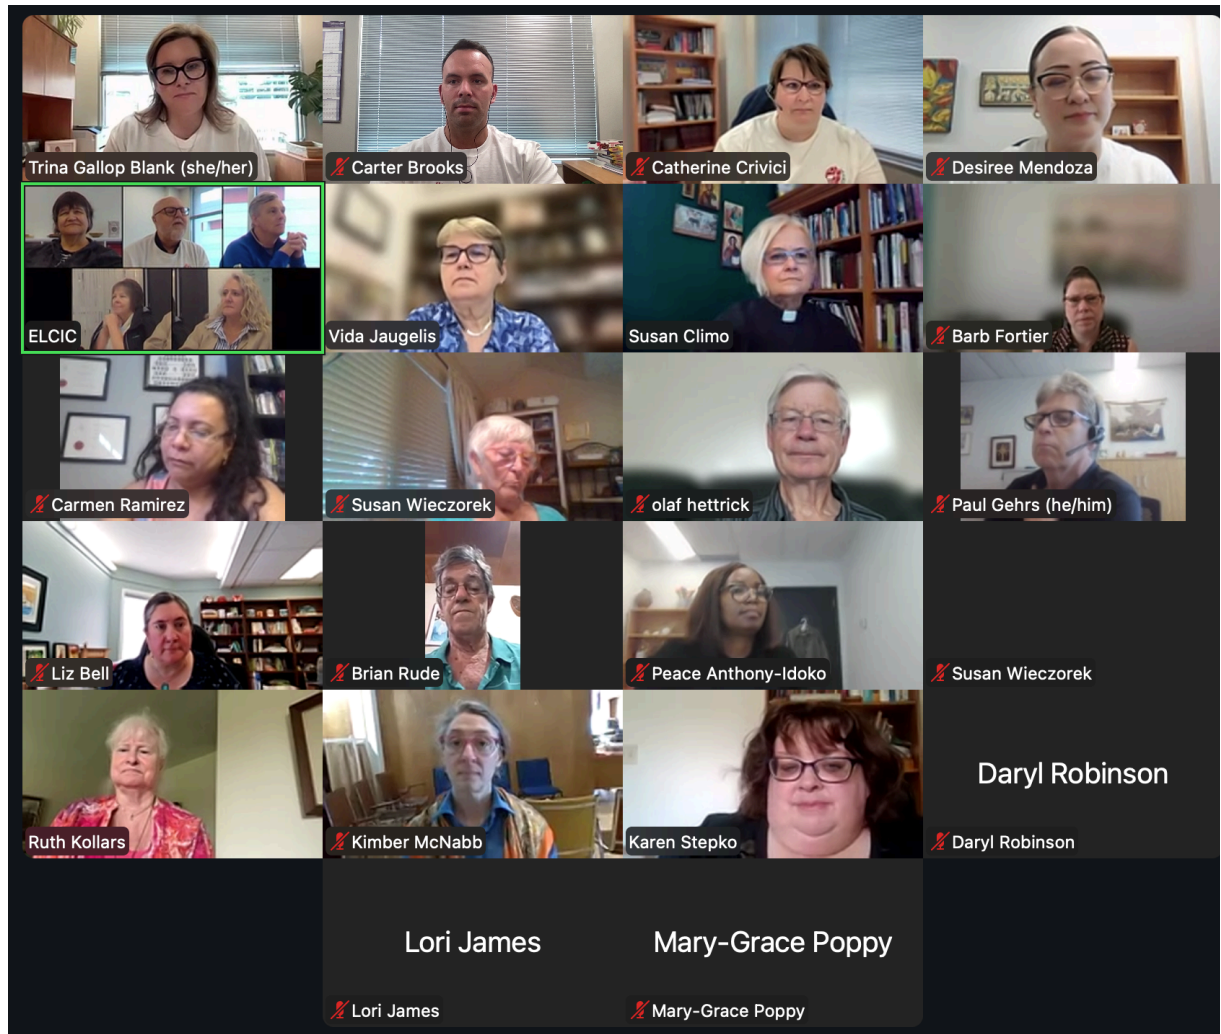 Trina Gallop Blank (she/her)
Carter Brooks
Catherine Crivici
Desiree Mendoza
ELCIC
Vida Jaugelis
Susan Climo
Barb Fortier
Carmen Ramirez
Susan Wieczorek
olaf hettrick
Paul Gehrs (he/him)
Liz Bell
Brian Rude
Peace Anthony-Idoko
Susan Wieczorek
Ruth Kollars
Kimber McNabb
Karen Stepko
Daryl Robinson
Daryl Robinson
Lori James
Mary-Grace Poppy
Lori James
Mary-Grace Poppy